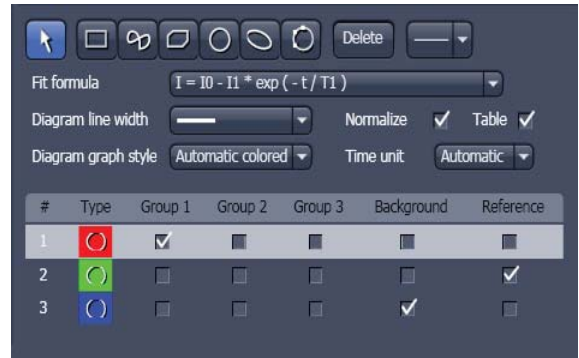 Delete
Fit formula I = I0 - I1 * exp ( - t / T1 )
Diagram line width Normalize Table
Diagram graph style Automatic colored Time unit Automatic
# Type Group 1 Group 2 Group 3 Background Reference
1
2
3